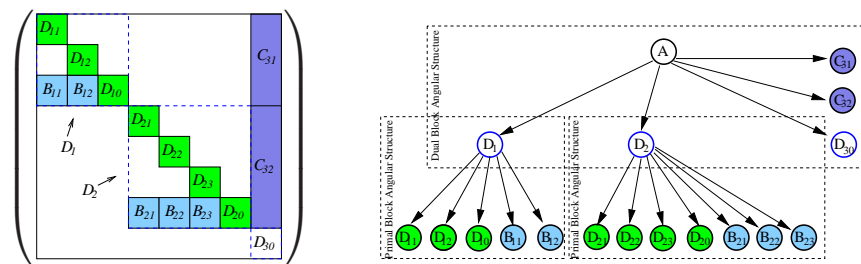 D11
D12
C31
B11 B12 D10
D1
D21
D22
D2
D23
C32
B21 B22 B23 D20
D30
Dual Block Angular Structure
A
C31
C32
Primal Block Angular Structure
D1
Primal Block Angular Structure
D2
D30
D11 D12 D10 B11 B12
D21 D22 D23 D20 B21 B22 B23